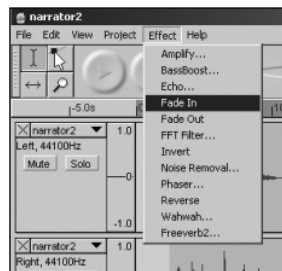 narrator2
File Edit View Project Effect Help
Amplify...
BassBoost...
Echo...
Fade In
Fade Out
FFT Filter...
Invert
Noise Removal...
Phaser...
Reverse
Wahwah...
Freeverb2...
-5.0s
narrator2 1.0
Left, 44100Hz
Mute Solo
0
-1.0
narrator2 1.0
Right, 44100Hz